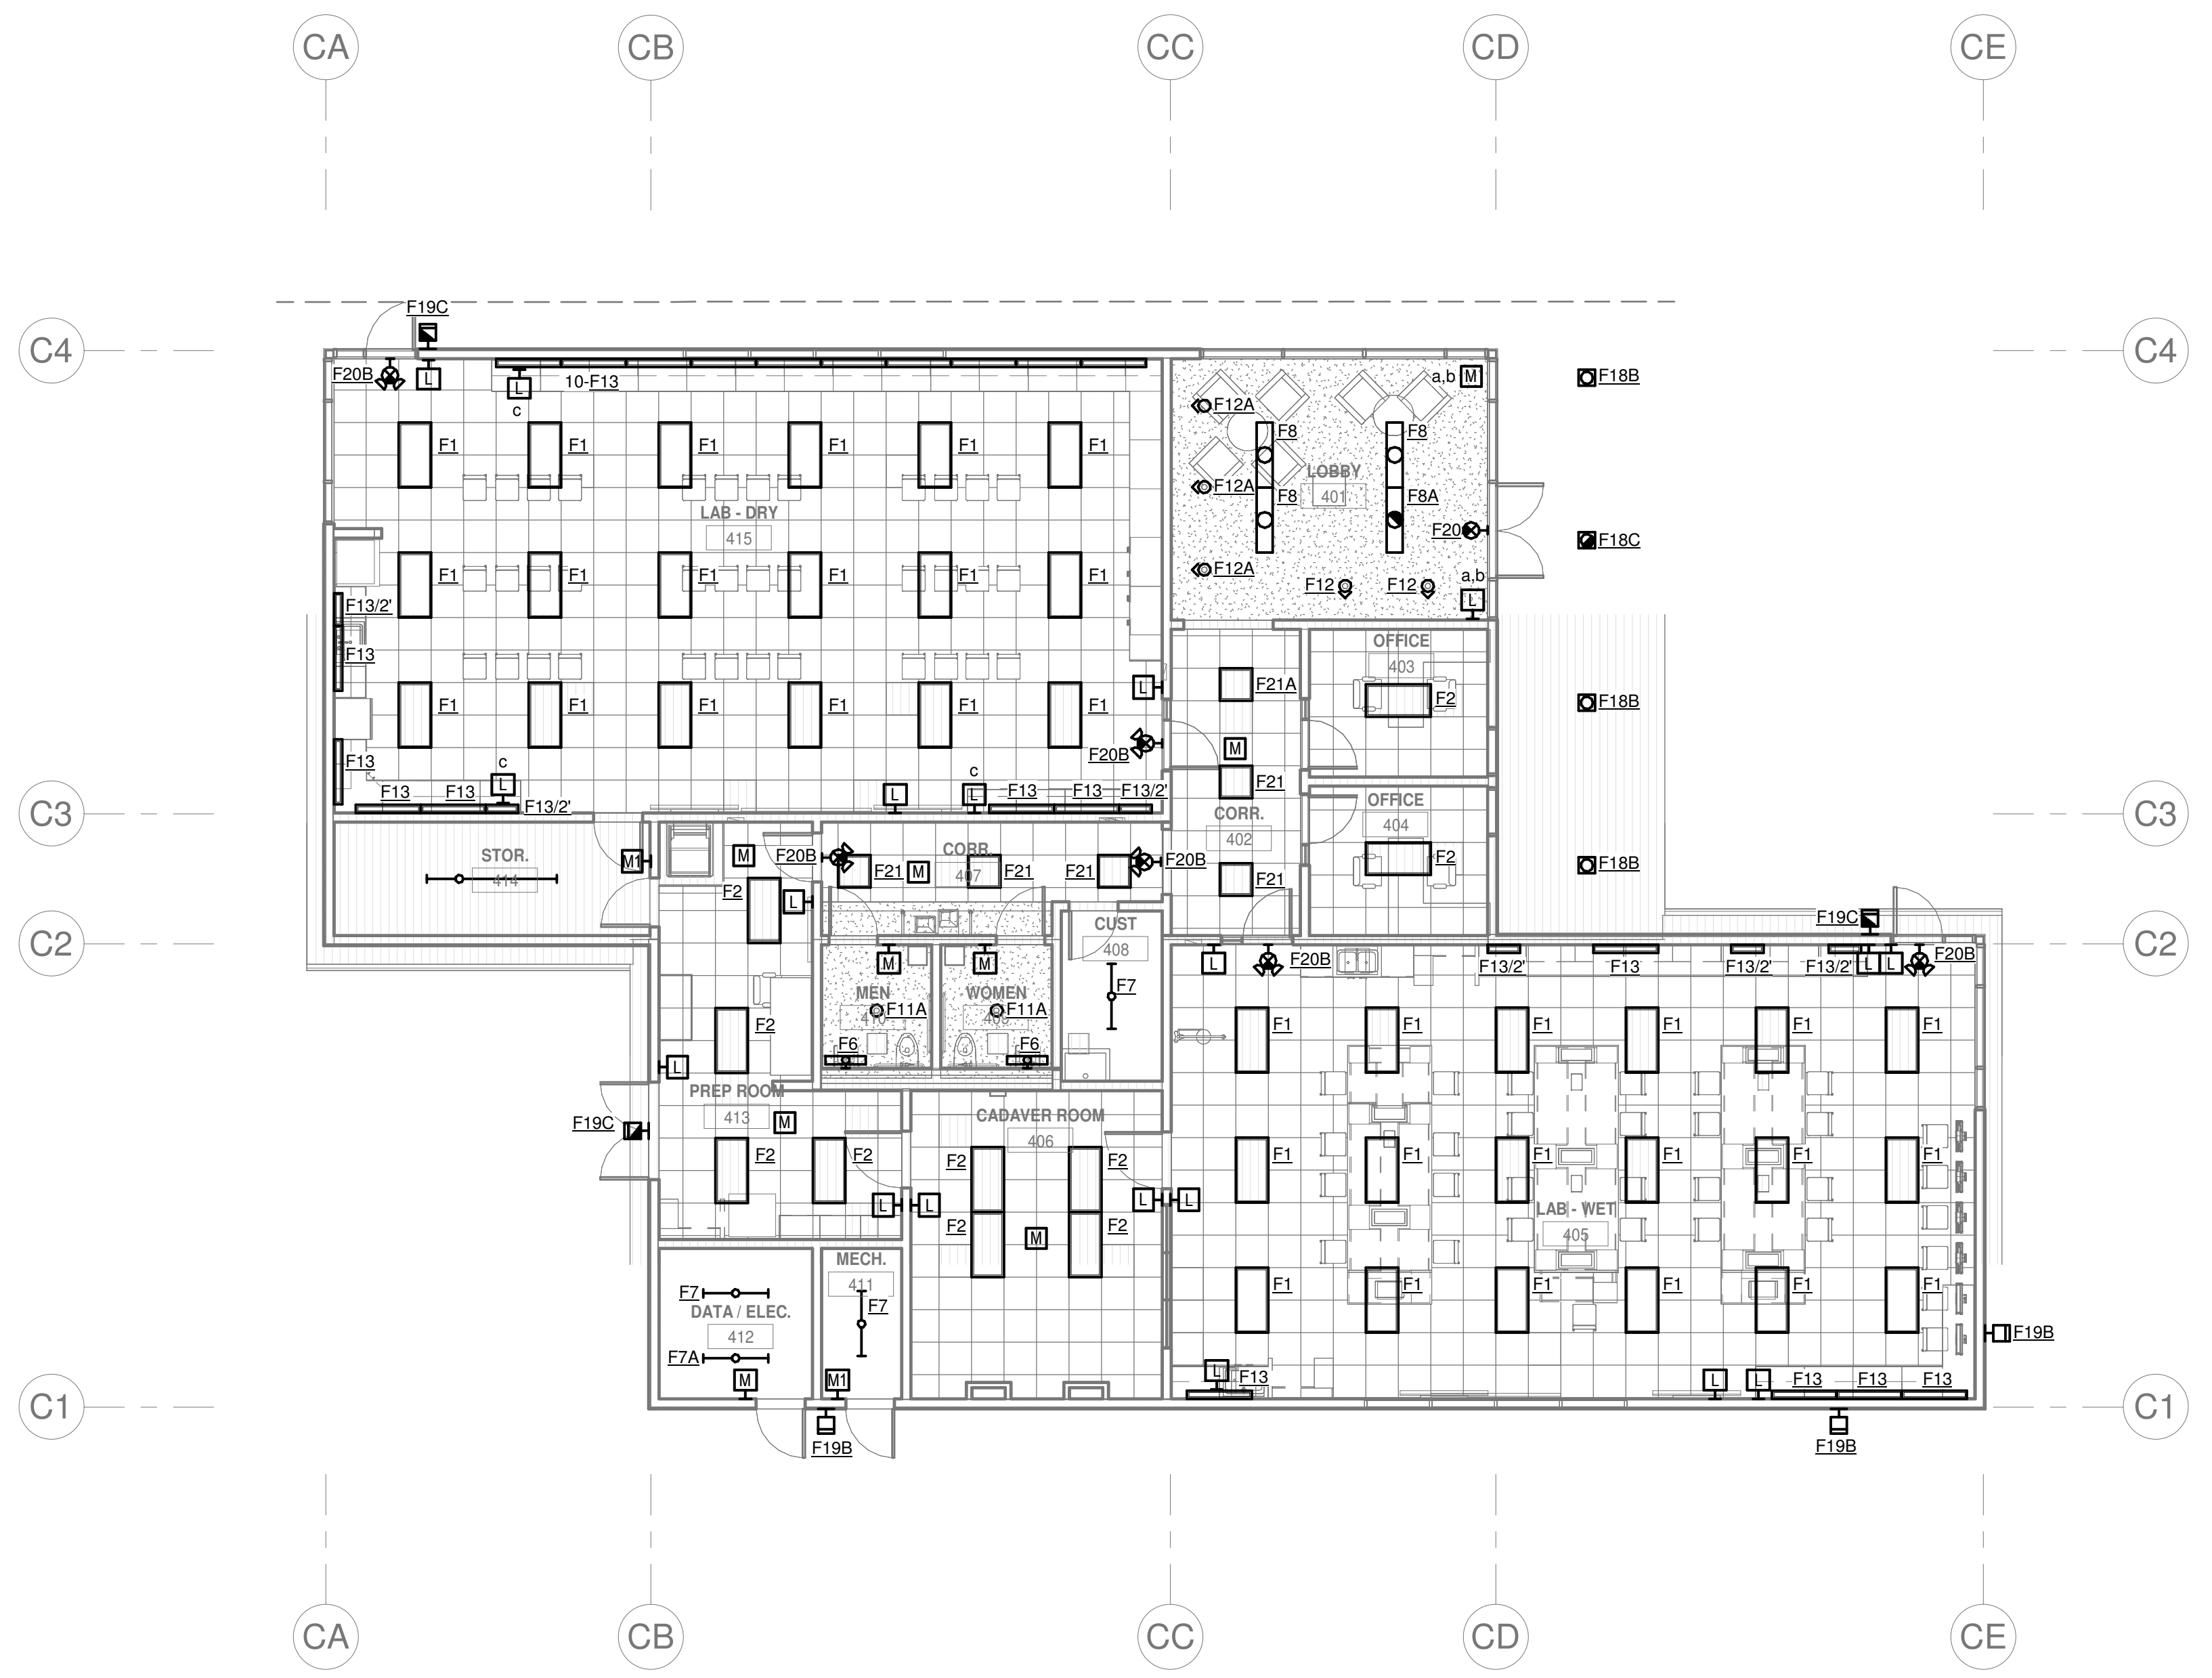 CA CB CC CD CE
F19C
C4 C4
F20B L L 10-F13 a,b M F18B
c
F12A
F8 F8
F1 F1 F1 F1 F1 F1
LOBBY
F12A F8 401 F8A
LAB - DRY
415
F20 F18C
F12A
F1 F1 F1 F1 F1 F1
a,b
F12 F12
L
F13/2'
OFFICE
F13
403
L F21A F2
F1 F1 F1 F1 F1 F1
F18B
M
F20B
F13 c c
L L L F21
F13 F13 F13/2' F13 F13 F13/2'
OFFICE
C3 CORR. C3
402 404
STOR. M1 M F20B CORR. F20B F2
414 F21 M 407 F21 F21 F18B
F2 F21
L
F19C
CUST
408
C2 C2
M M L F20B F13/2' F13 F13/2' F13/2' L L F20B
MEN WOMEN F7
F11A F11A
F2 F1 F1 F1 F1 F1 F1
F6 F6
L
PREP ROOM
413 M
CADAVER ROOM
406
F19C
F2 F2 F2 F2 F1 F1 F1 F1 F1 F1
L L L L
F2 F2
LAB - WET
405
M
MECH.
411
F7 F7
F1 F1 F1 F1 F1 F1
DATA / ELEC.
412
F19B
F7A
M M1 L F13 L L F13 F13 F13
C1 C1
F19B F19B
CA CB CC CD CE